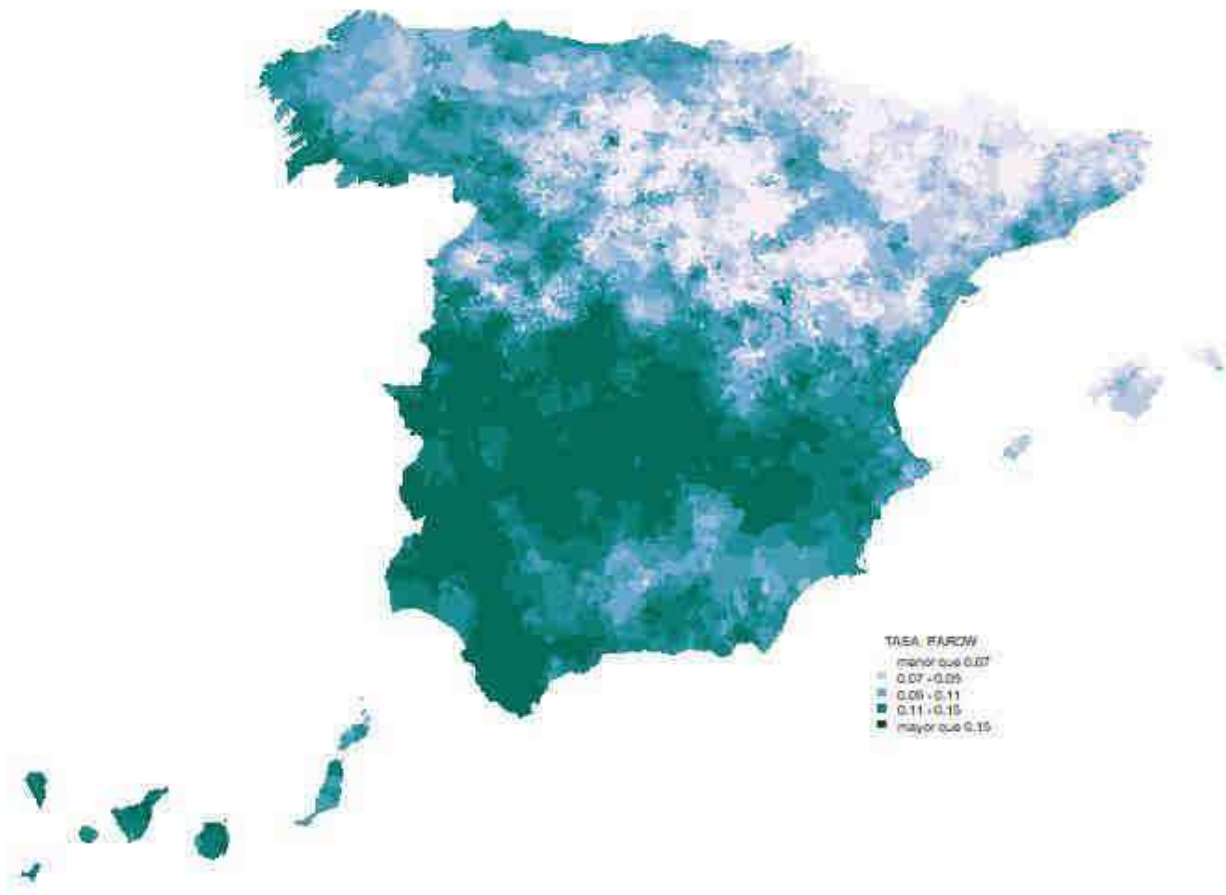 TASA: PAROW
menor que 0.07
0.07 - 0.09
0.09 - 0.11
0.11 - 0.15
mayor que 0.15